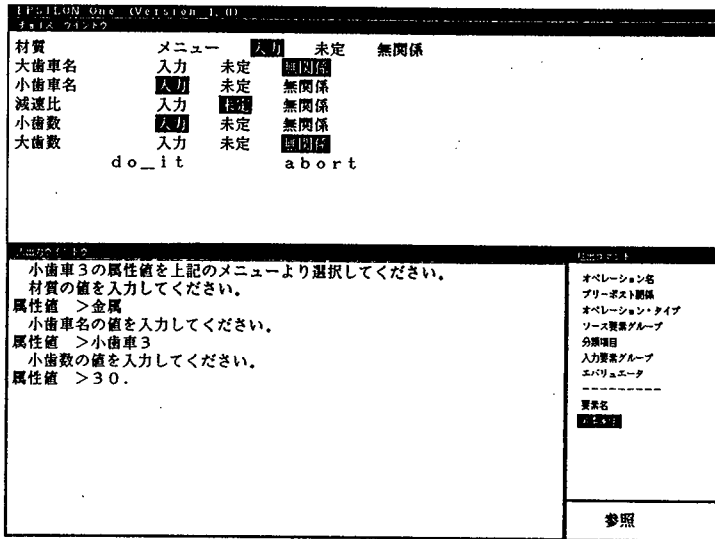 EPSILON One (Version 1.0)
チョイス ウインドウ
材質 メニュー 入力 未定 無関係
大歯車名 入力 未定 無関係
小歯車名 入力 未定 無関係
減速比 入力 未定 無関係
小歯数 入力 未定 無関係
大歯数 入力 未定 無関係
do_it abort
小歯車3の属性値を上記のメニューより選択してください。
材質の値を入力してください。
属性値 >金属
小歯車名の値を入力してください。
属性値 >小歯車3
小歯数の値を入力してください。
属性値 >30.
オペレーション名
プリーポスト関係
オペレーション・タイプ
ソース要素グループ
分類項目
入力要素グループ
エバリュエータ
---------
要素名
参照